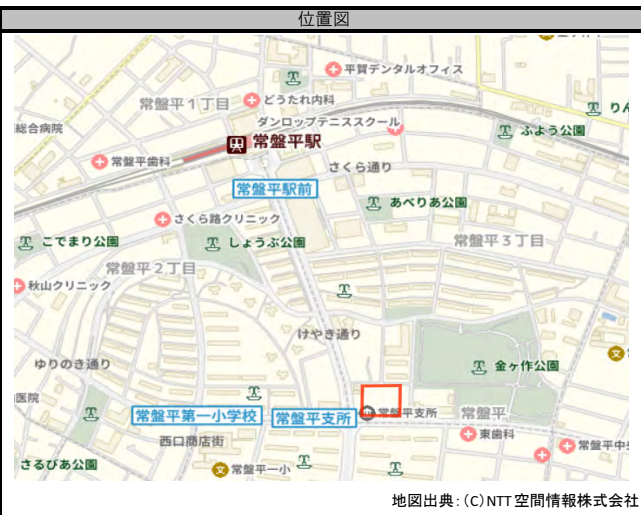 位置図
平賀デンタルオフィス
常盤平1丁目
どうたれ内科
総合病院
ダンロップテニススクール
ふよう公園
常盤平駅
常盤平歯科
さくら通り
常盤平駅前
あべりあ公園
さくら路クリニック
こでまり公園
しょうぶ公園
常盤平3丁目
常盤平2丁目
秋山クリニック
けやき通り
ゆりのき通り
金ヶ作公園
医院
常盤平第一小学校
常盤平支所
常盤平支所
常盤平
西口商店街
東歯科
常盤平中央
さるびあ公園
常盤平一小
地図出典:(C)NTT空間情報株式会社